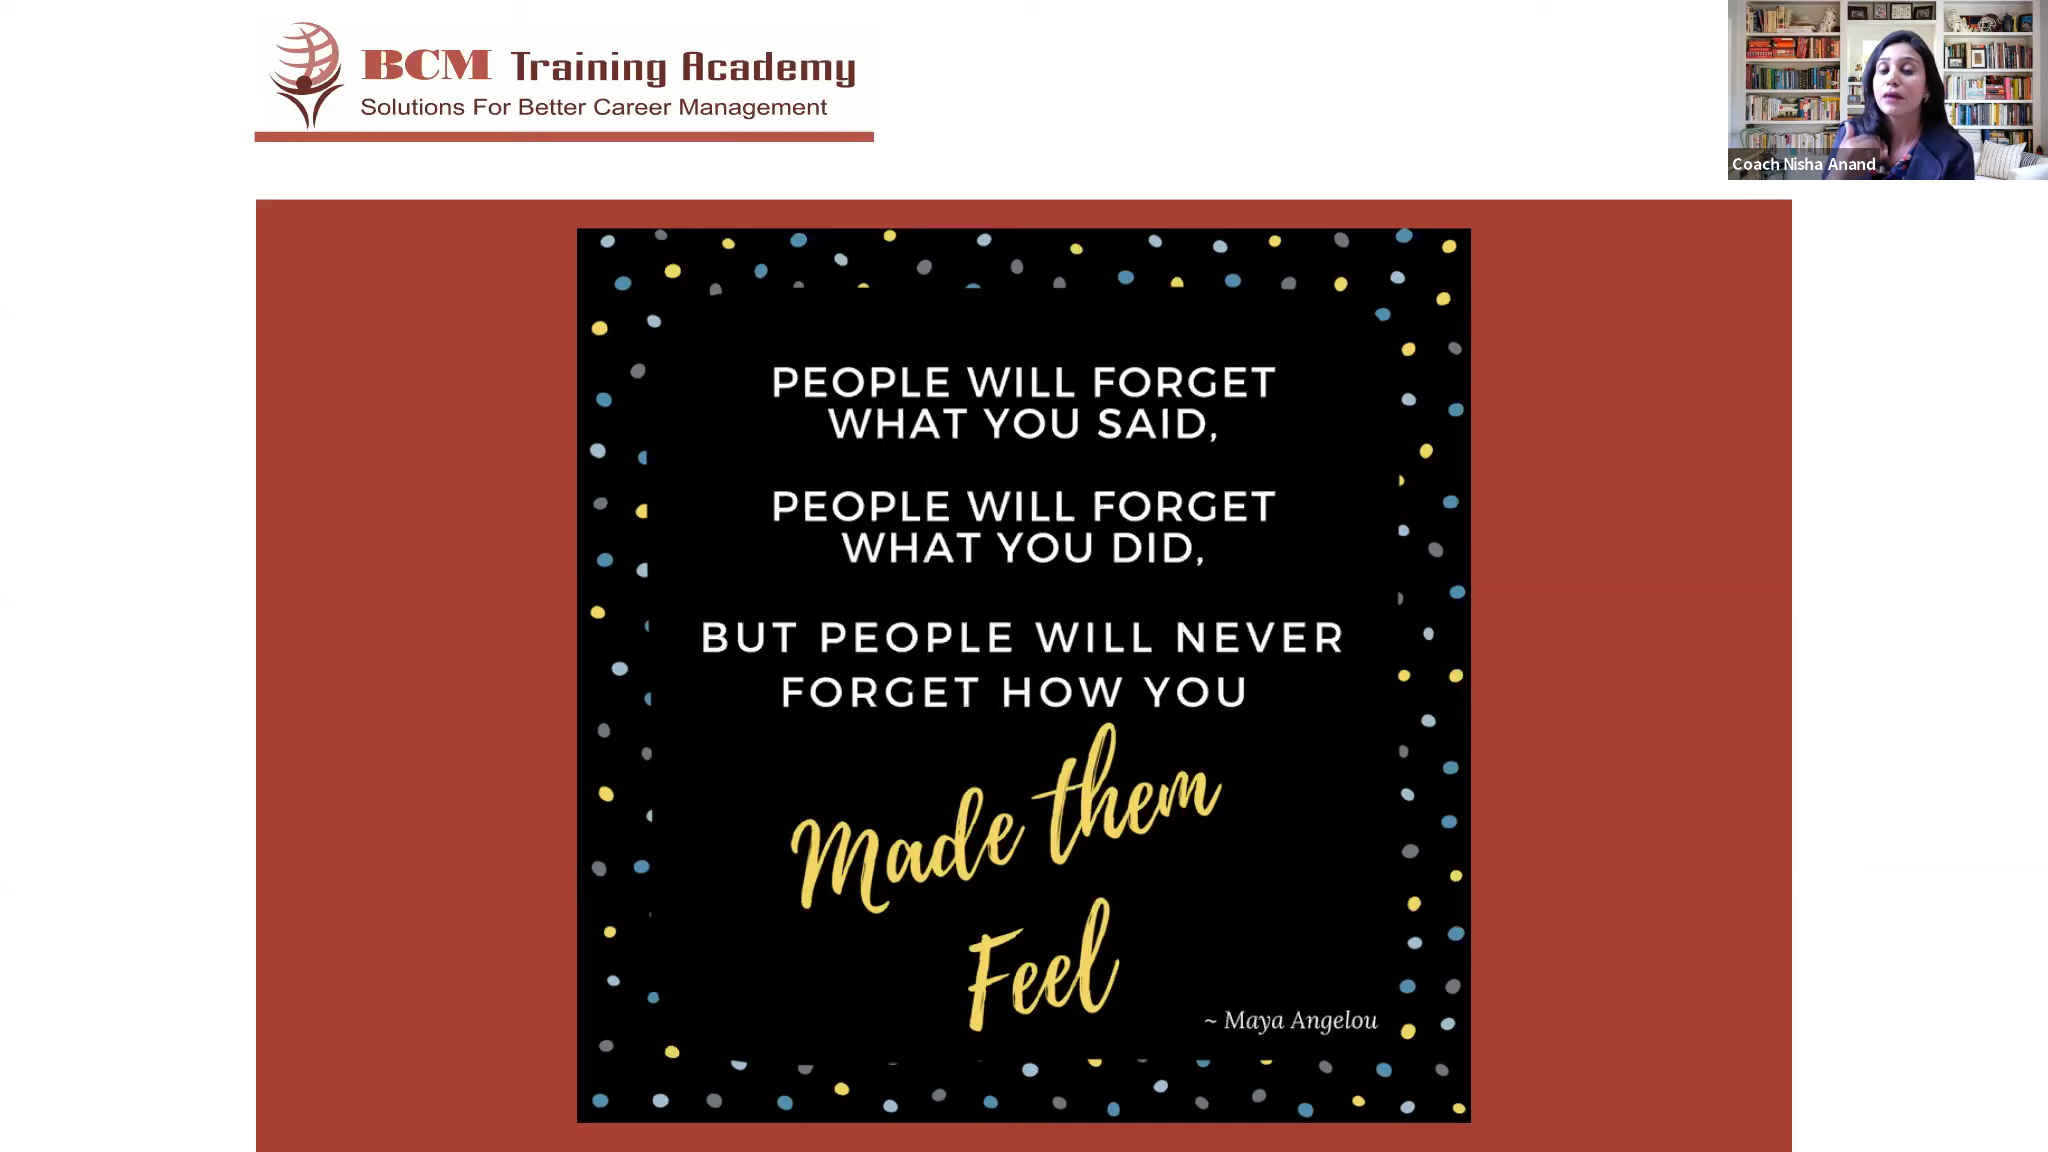 BCM Training Academy
Solutions For Better Career Management
Coach Nisha Anand
PEOPLE WILL FORGET
WHAT YOU SAID,
PEOPLE WILL FORGET
WHAT YOU DID,
BUT PEOPLE WILL NEVER
FORGET HOW YOU
Made them
Feel
~ Maya Angelou